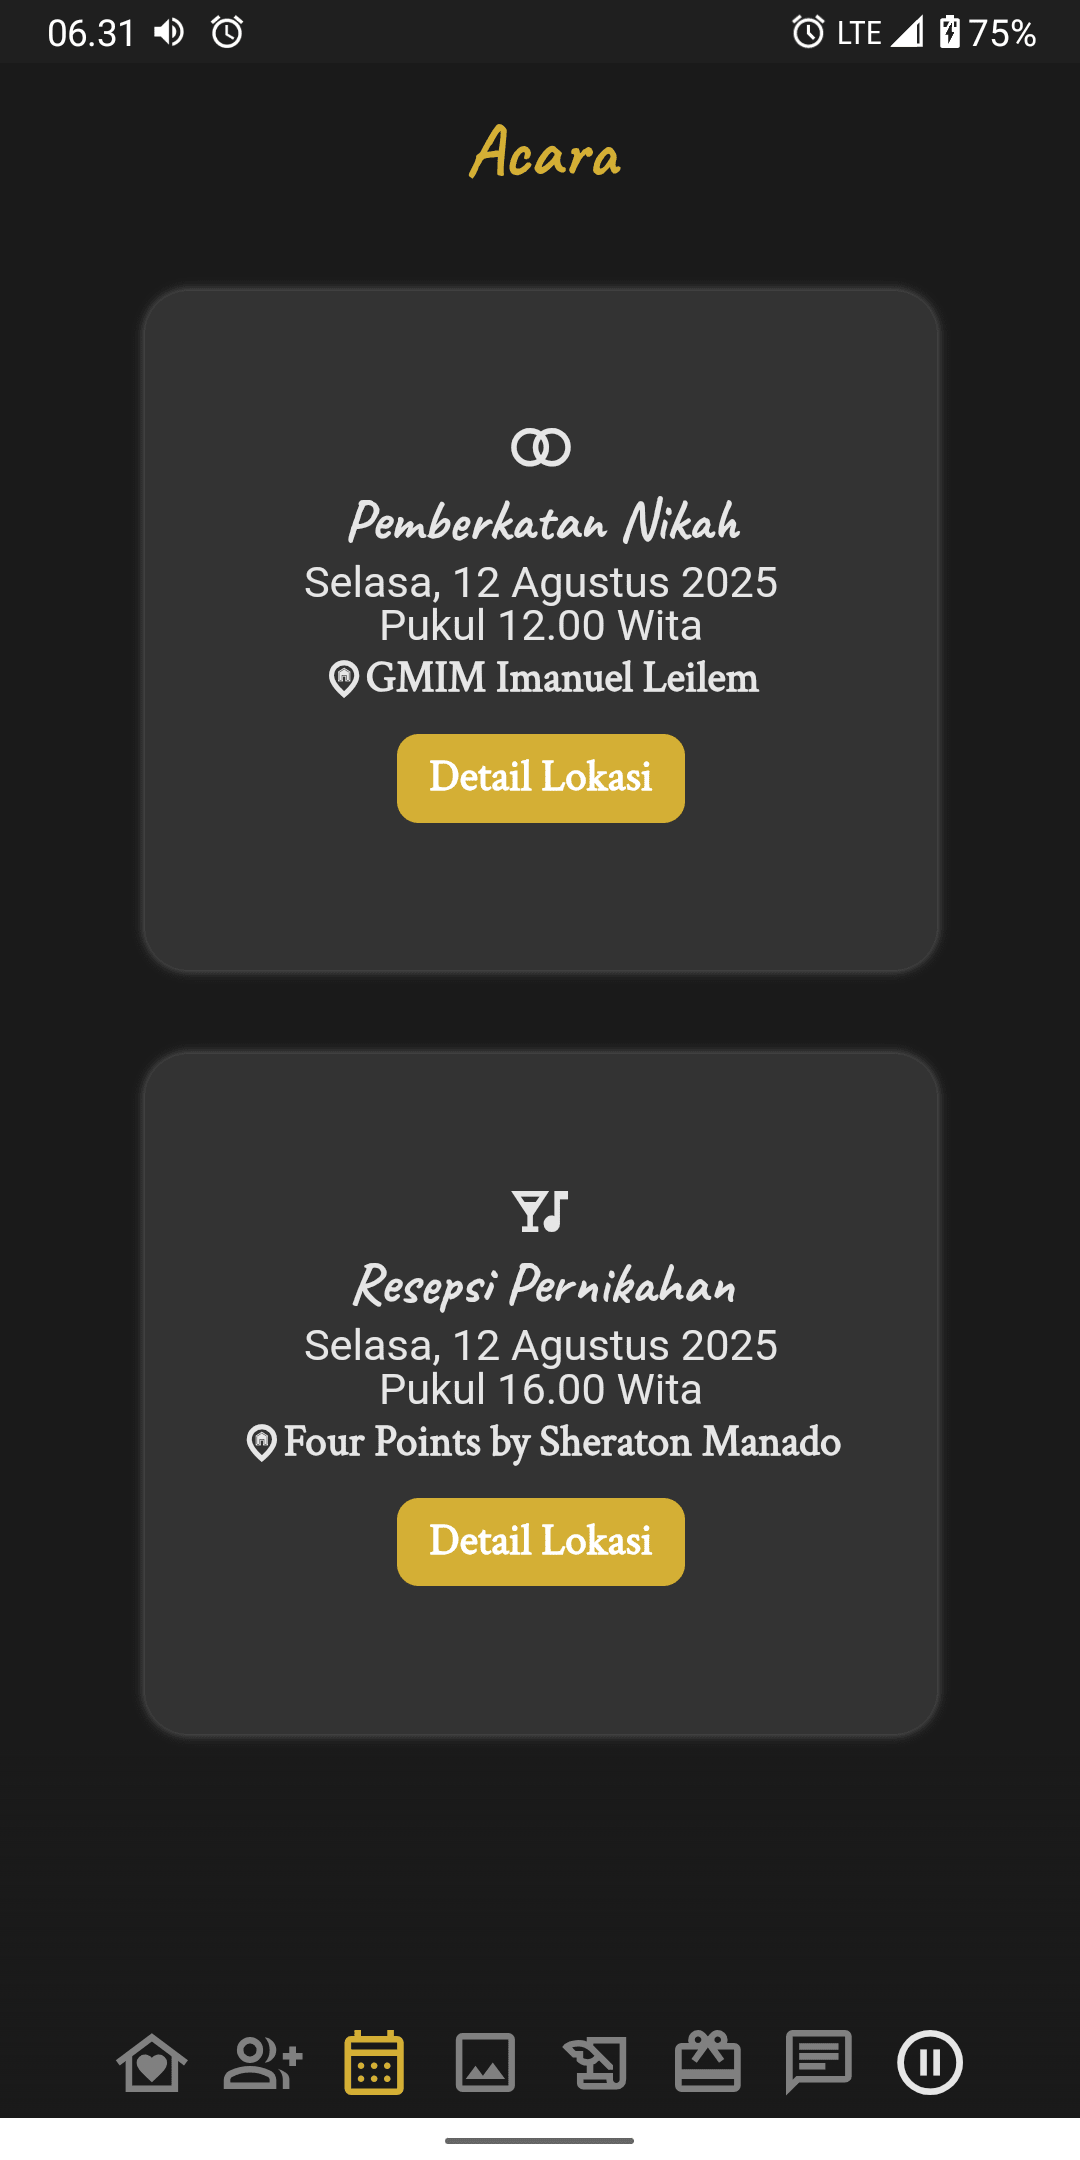 06.31
LTE 75%
Acara
Pemberkatan Nikah
Selasa, 12 Agustus 2025
Pukul 12.00 Wita
GMIM Imanuel Leilem
Detail Lokasi
Resepsi Pernikahan
Selasa, 12 Agustus 2025
Pukul 16.00 Wita
Four Points by Sheraton Manado
Detail Lokasi